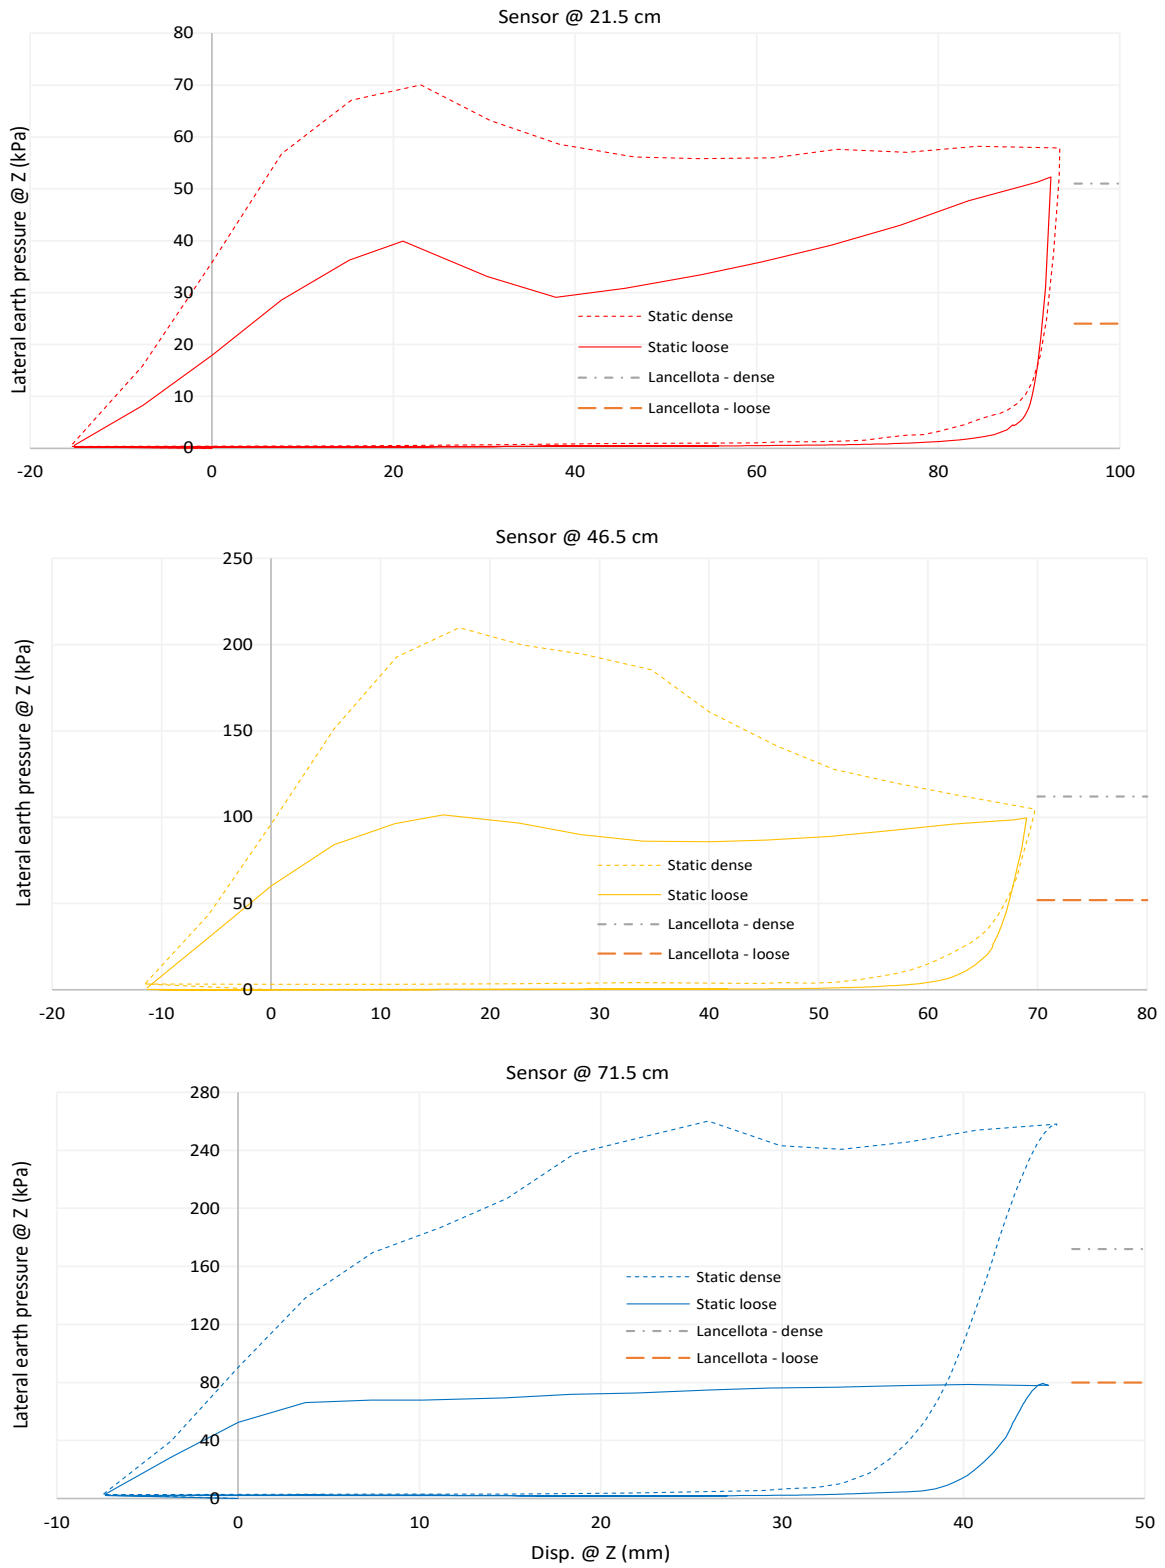 Sensor @ 21.5 cm
Lateral earth pressure @ Z (kPa)
80
70
60
50
40
30
20
10
0
-20
0
20
40
60
80
100
Static dense
Static loose
Lancellota - dense
Lancellota - loose
Sensor @ 46.5 cm
Lateral earth pressure @ Z (kPa)
250
200
150
100
50
0
-20
-10
0
10
20
30
40
50
60
70
80
Static dense
Static loose
Lancellota - dense
Lancellota - loose
Sensor @ 71.5 cm
Lateral earth pressure @ Z (kPa)
280
240
200
160
120
80
40
0
-10
0
10
20
30
40
50
Static dense
Static loose
Lancellota - dense
Lancellota - loose
Disp. @ Z (mm)